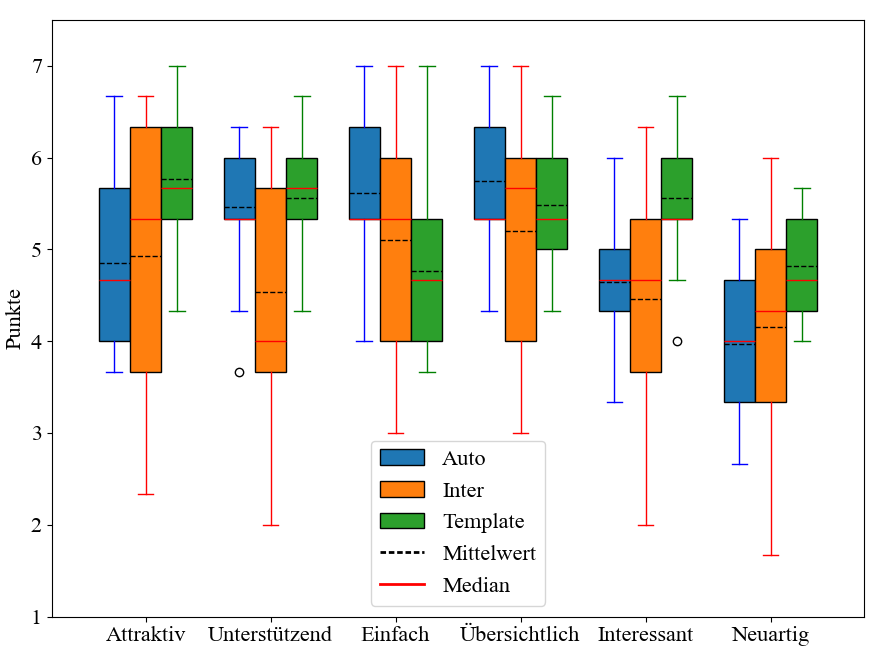 Punkte
7
6
5
4
3
2
1
Auto
Inter
Template
Mittelwert
Median
Attraktiv Unterstützend Einfach Übersichtlich Interessant Neuartig